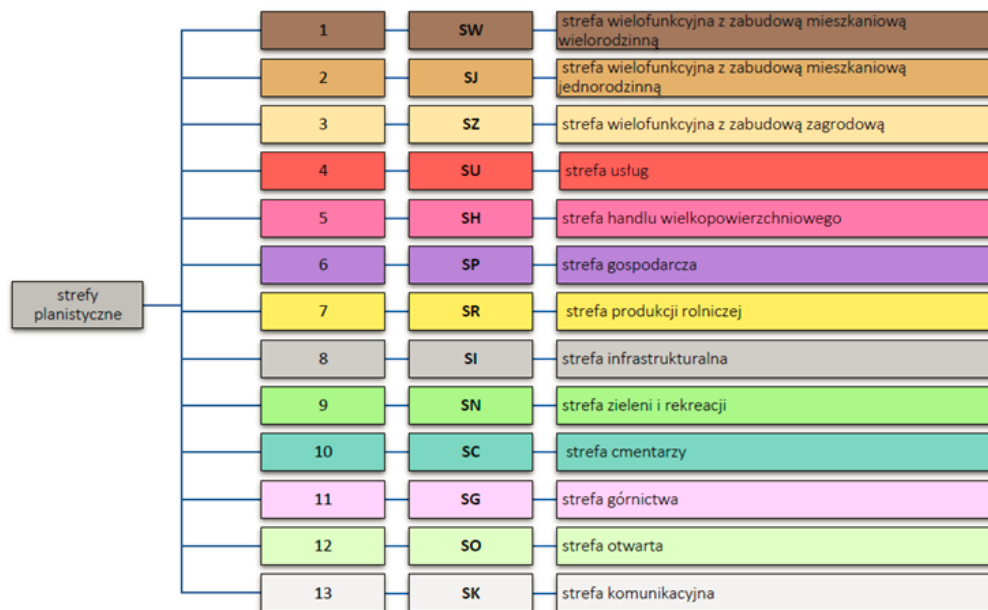 strefy
planistyczne
1 SW strefa wielofunkcyjna z zabudową mieszkaniową
wielorodzinną
2 SJ strefa wielofunkcyjna z zabudową mieszkaniową
jednorodzinną
3 SZ strefa wielofunkcyjna z zabudową zagrodową
4 SU strefa usług
5 SH strefa handlu wielkopowierzchniowego
6 SP strefa gospodarcza
7 SR strefa produkcji rolniczej
8 SI strefa infrastrukturalna
9 SN strefa zieleni i rekreacji
10 SC strefa cmentarzy
11 SG strefa górnictwa
12 SO strefa otwarta
13 SK strefa komunikacyjna